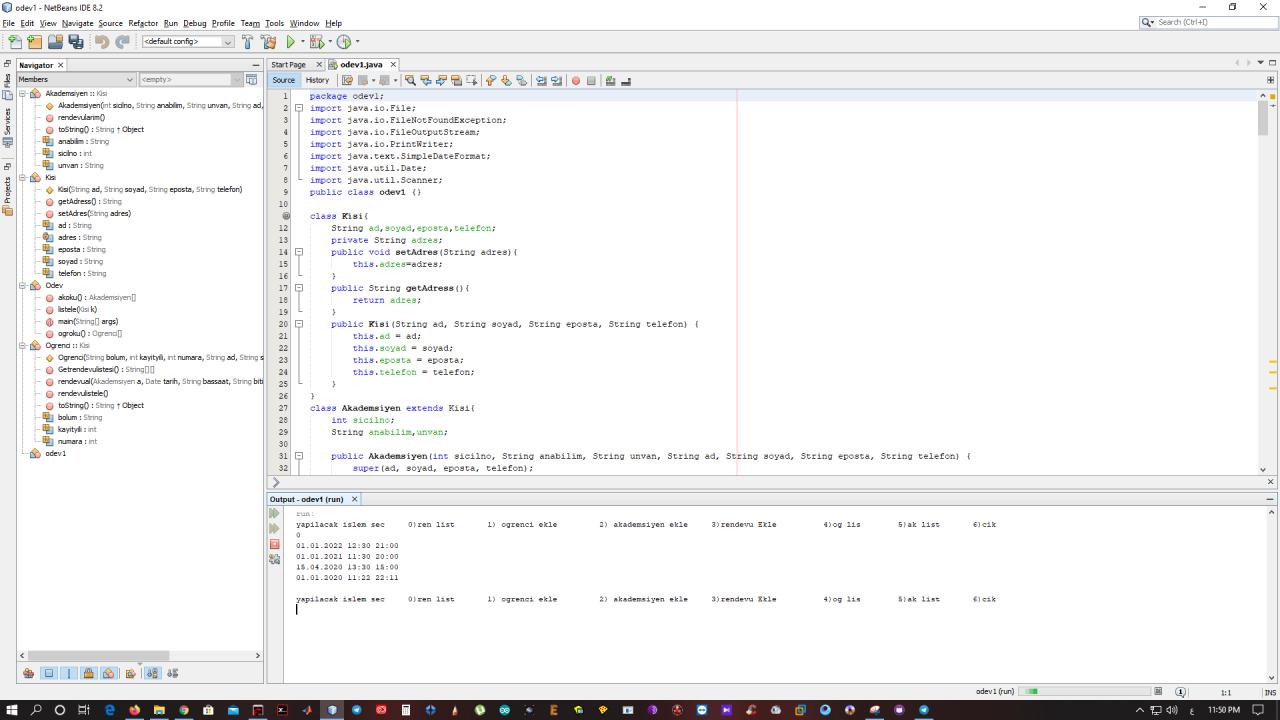 odev1 - NetBeans IDE 8.2
File Edit View Navigate Source Refactor Run Debug Profile Team Tools Window Help
Search (Ctrl+I)
<default config>
Navigator
Members
<empty>
Akademsiyen :: Kisi
Akademsiyen(int sicilno, String anabilim, String unvan, String ad,
rendevularim()
toString() : String ↑ Object
anabilim : String
sicilno : int
unvan : String
Kisi
Kisi(String ad, String soyad, String eposta, String telefon)
getAdress() : String
setAdres(String adres)
ad : String
adres : String
eposta : String
soyad : String
telefon : String
Odev
akoku() : Akademsiyen[]
listele(Kisi k)
main(String[] args)
ogroku() : Ogrenci[]
Ogrenci :: Kisi
Ogrenci(String bolum, int kayityili, int numara, String ad, String s
Getrendevulistesi() : String[][]
rendevual(Akademsiyen a, Date tarih, String bassaat, String biti
rendevulistele()
toString() : String ↑ Object
bolum : String
kayityili : int
numara : int
odev1
Files
Services
Projects
Start Page
odev1.java
Source
History
1 package odev1;
2 import java.io.File;
3 import java.io.FileNotFoundException;
4 import java.io.FileOutputStream;
5 import java.io.PrintWriter;
6 import java.text.SimpleDateFormat;
7 import java.util.Date;
8 import java.util.Scanner;
9 public class odev1 {}
10
class Kisi{
12 String ad,soyad,eposta,telefon;
13 private String adres;
14 public void setAdres(String adres){
15 this.adres=adres;
16 }
17 public String getAdress(){
18 return adres;
19 }
20 public Kisi(String ad, String soyad, String eposta, String telefon) {
21 this.ad = ad;
22 this.soyad = soyad;
23 this.eposta = eposta;
24 this.telefon = telefon;
25 }
26 }
27 class Akademsiyen extends Kisi{
28 int sicilno;
29 String anabilim,unvan;
30
31 public Akademsiyen(int sicilno, String anabilim, String unvan, String ad, String soyad, String eposta, String telefon) {
32 super(ad, soyad, eposta, telefon);
Output - odev1 (run)
run:
yapilacak islem sec 0)ren list 1) ogrenci ekle 2) akademsiyen ekle 3)rendevu Ekle 4)og lis 5)ak list 6)cik
0
01.01.2022 12:30 21:00
01.01.2021 11:30 20:00
15.04.2020 13:30 15:00
01.01.2020 11:22 22:11
yapilacak islem sec 0)ren list 1) ogrenci ekle 2) akademsiyen ekle 3)rendevu Ekle 4)og lis 5)ak list 6)cik
odev1 (run)
1:1
INS
11:50 PM